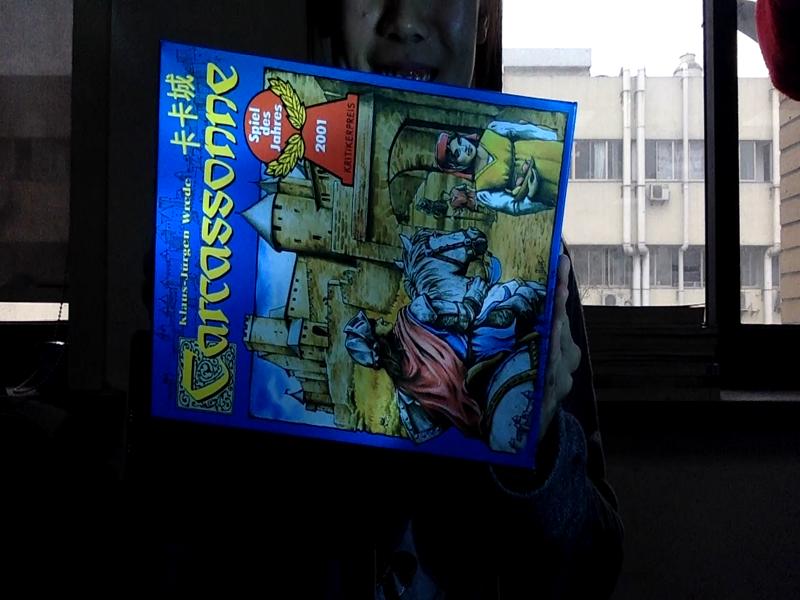 卡卡城
Klaus-Jürgen Wrede
Carcassonne
Spiel
des
Jahres
2001
KRITIKERPREIS